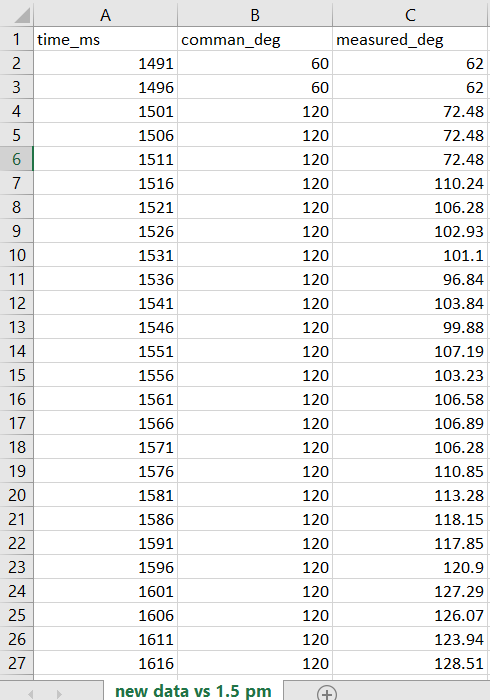 A B C
1 time_ms comman_deg measured_deg
2 1491 60 62
3 1496 60 62
4 1501 120 72.48
5 1506 120 72.48
6 1511 120 72.48
7 1516 120 110.24
8 1521 120 106.28
9 1526 120 102.93
10 1531 120 101.1
11 1536 120 96.84
12 1541 120 103.84
13 1546 120 99.88
14 1551 120 107.19
15 1556 120 103.23
16 1561 120 106.58
17 1566 120 106.89
18 1571 120 106.28
19 1576 120 110.85
20 1581 120 113.28
21 1586 120 118.15
22 1591 120 117.85
23 1596 120 120.9
24 1601 120 127.29
25 1606 120 126.07
26 1611 120 123.94
27 1616 120 128.51
new data vs 1.5 pm